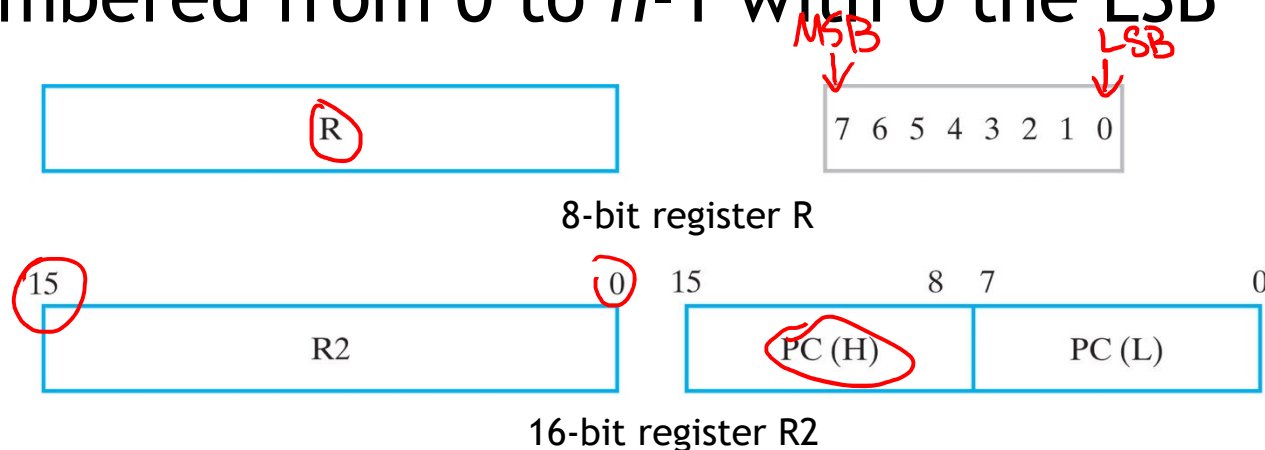 numbered from 0 to n-1 with 0 the LSB
MSB LSB
R
7 6 5 4 3 2 1 0
8-bit register R
15 0 15 8 7 0
R2 PC (H) PC (L)
16-bit register R2